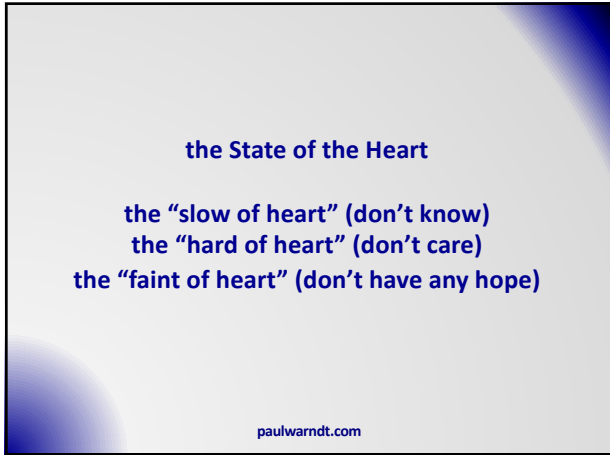 the State of the Heart
the “slow of heart” (don’t know)
the “hard of heart” (don’t care)
the “faint of heart” (don’t have any hope)
paulwarndt.com